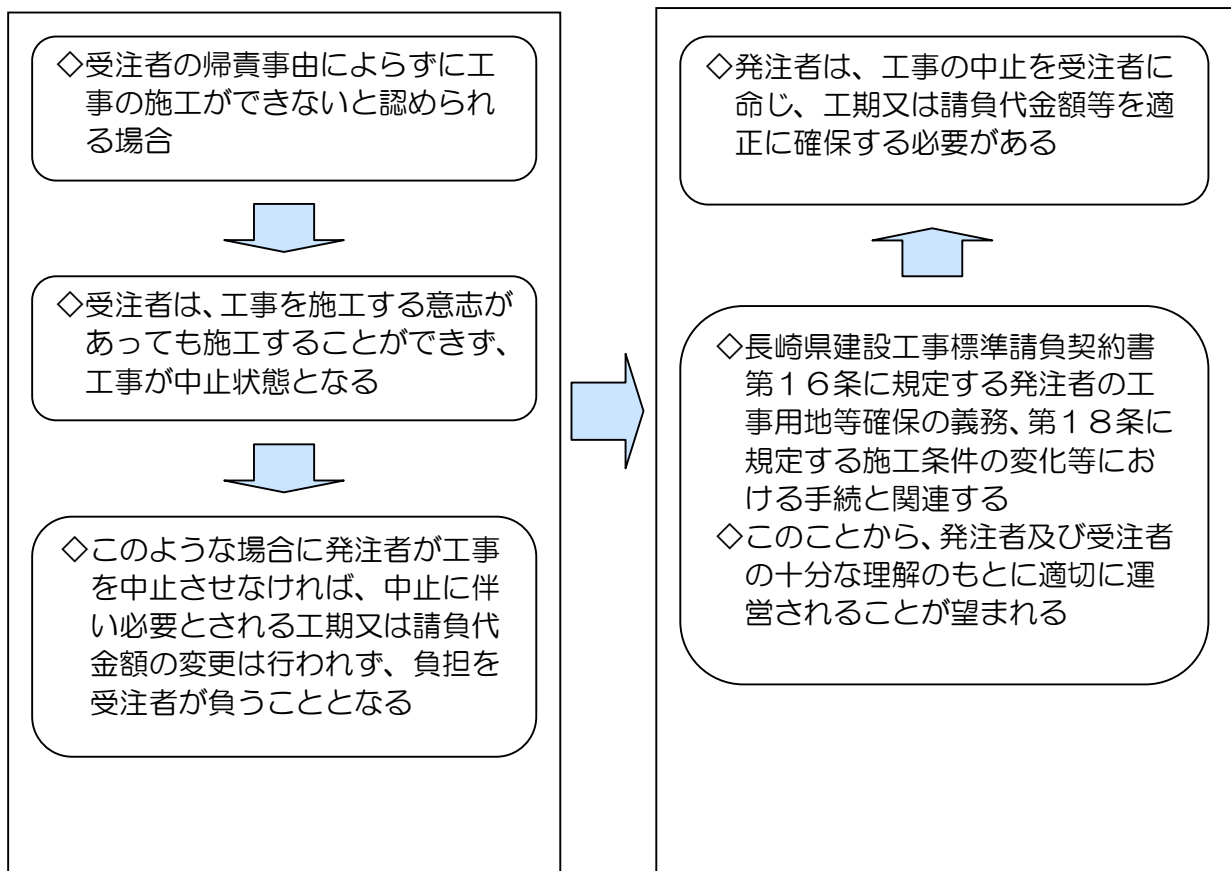 ◇受注者の帰責事由によらずに工
事の施工ができないと認められ
る場合
◇受注者は、工事を施工する意志が
あっても施工することができず、
工事が中止状態となる
◇このような場合に発注者が工事
を中止させなければ、中止に伴
い必要とされる工期又は請負代
金額の変更は行われず、負担を
受注者が負うこととなる
◇発注者は、工事の中止を受注者に
命じ、工期又は請負代金額等を適
正に確保する必要がある
◇長崎県建設工事標準請負契約書
第１６条に規定する発注者の工
事用地等確保の義務、第１８条に
規定する施工条件の変化等にお
ける手続と関連する
◇このことから、発注者及び受注者
の十分な理解のもとに適切に運
営されることが望まれる